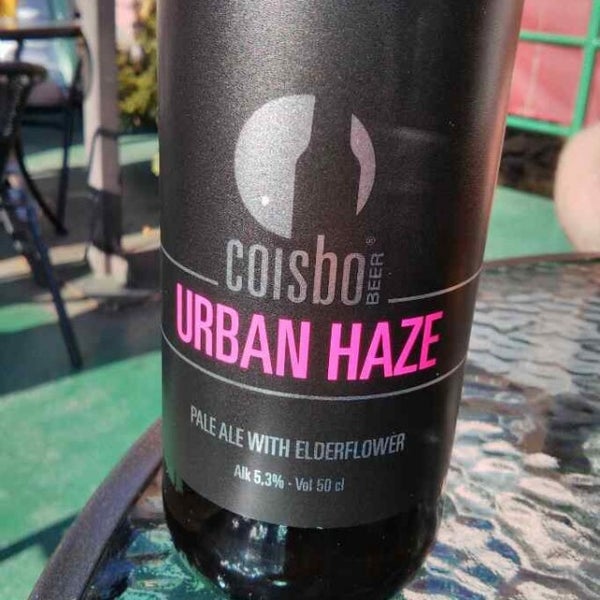 coisbo BEER®
URBAN HAZE
PALE ALE WITH ELDERFLOWER
Alk 5,3% · Vol 50 cl